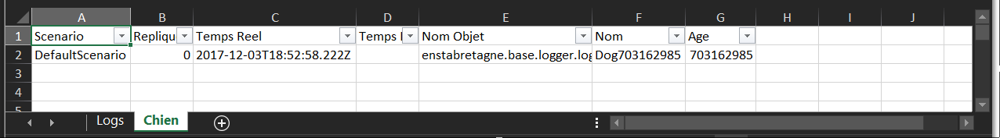 A B C D E F G H I J
1 Scenario Replique Temps Reel Temps Nom Objet Nom Age
2 DefaultScenario 0 2017-12-03T18:52:58.222Z enstabretagne.base.logger.log Dog703162985 703162985
3
4
5
Logs Chien